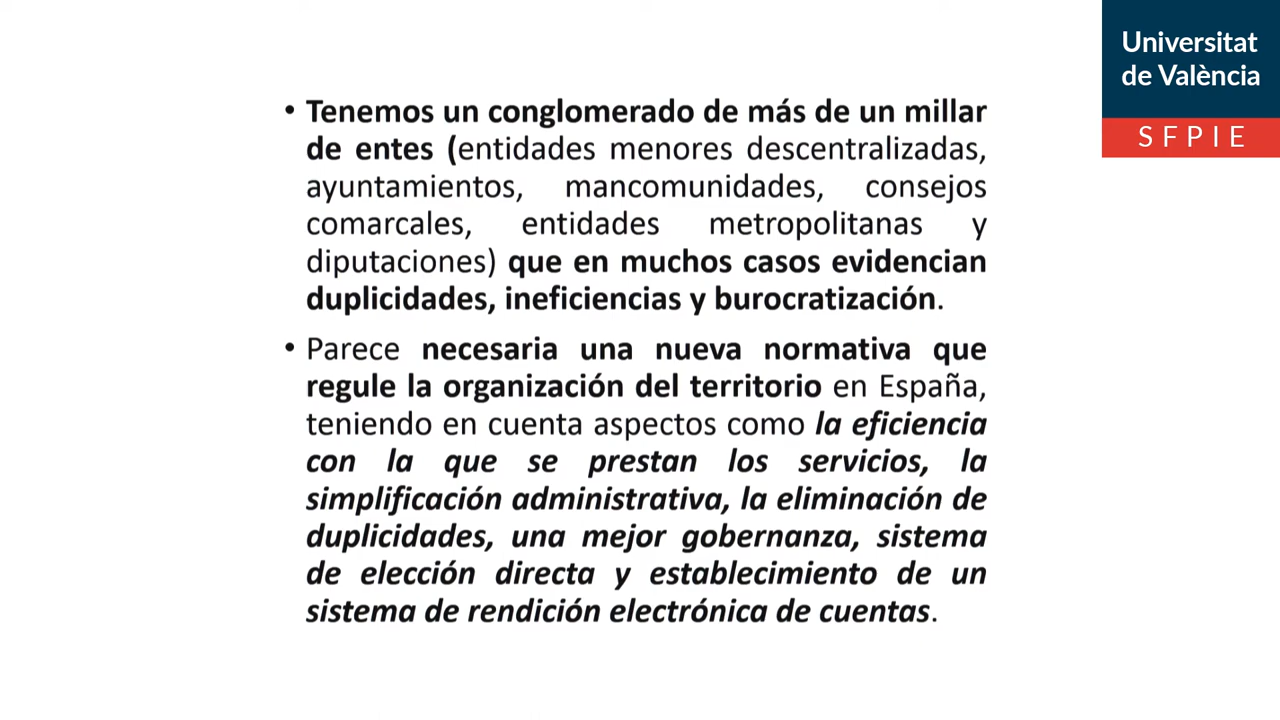 Universitat
de València
SFPIE
• Tenemos un conglomerado de más de un millar
de entes (entidades menores descentralizadas,
ayuntamientos, mancomunidades, consejos
comarcales, entidades metropolitanas y
diputaciones) que en muchos casos evidencian
duplicidades, ineficiencias y burocratización.
• Parece necesaria una nueva normativa que
regule la organización del territorio en España,
teniendo en cuenta aspectos como la eficiencia
con la que se prestan los servicios, la
simplificación administrativa, la eliminación de
duplicidades, una mejor gobernanza, sistema
de elección directa y establecimiento de un
sistema de rendición electrónica de cuentas.